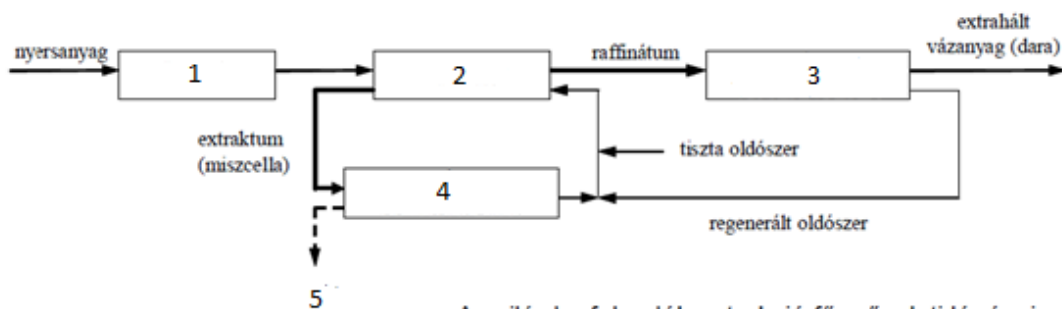 nyersanyag
1
2
raffinátum
3
extrahált
vázanyag (dara)
extraktum
(miszcella)
tiszta oldószer
4
regenerált oldószer
5